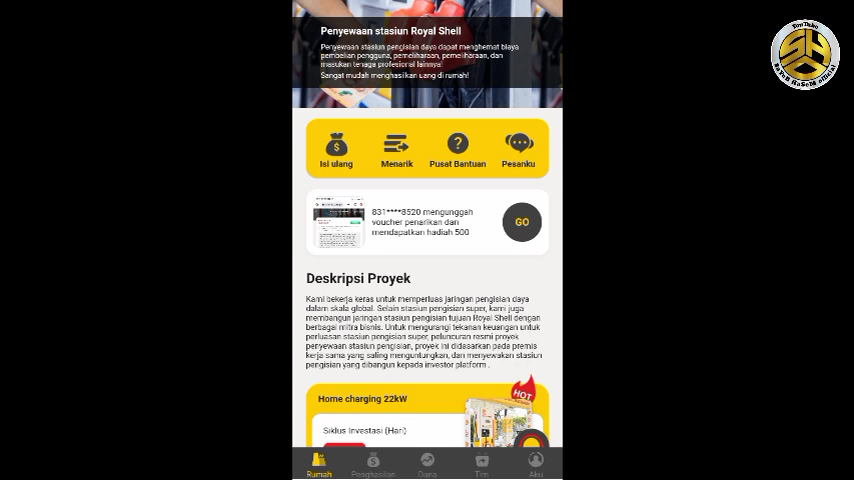 Penyewaan stasiun Royal Shell
Penyewaan stasiun pengisian daya dapat menghemat biaya
pembelian pengguna, pemeliharaan, pemeliharaan, dan
masukan tenaga profesional lainnya!
Sangat mudah menghasilkan uang di rumah!
YouTube
Isi ulang
Menarik
Pusat Bantuan
Pesanku
831****8520 mengunggah
voucher penarikan dan
mendapatkan hadiah 500
GO
Deskripsi Proyek
Kami bekerja keras untuk memperluas jaringan pengisian daya
dalam skala global. Selain stasiun pengisian super, kami juga
membangun jaringan stasiun pengisian tujuan Royal Shell dengan
berbagai mitra bisnis. Untuk mengurangi tekanan keuangan untuk
perluasan stasiun pengisian super, peluncuran resmi proyek
penyewaan stasiun pengisian, proyek ini didasarkan pada premis
kerja sama yang saling menguntungkan, dan menyewakan stasiun
pengisian yang dibangun kepada investor platform .
HOT
Home charging 22kW
Siklus Investasi (Hari)
Rumah
Penghasilan
Dana
Tim
Aku